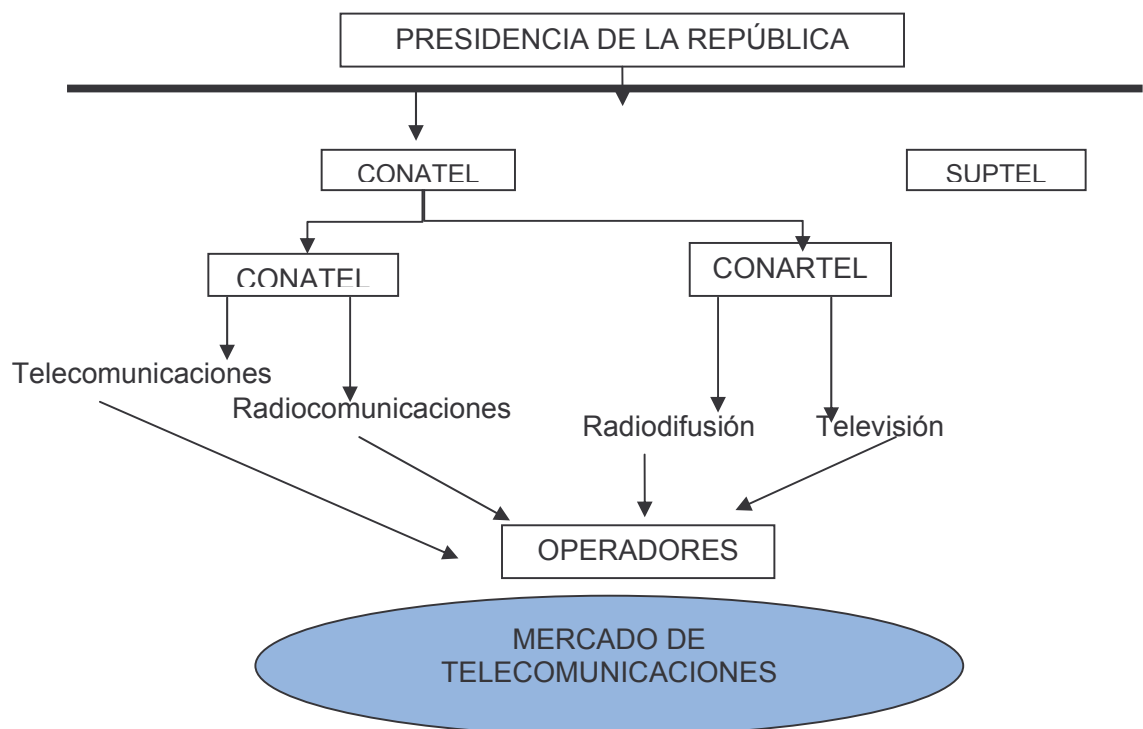 PRESIDENCIA DE LA REPÚBLICA
CONATEL
SUPTEL
CONATEL
CONARTEL
Telecomunicaciones
Radiocomunicaciones
Radiodifusión
Televisión
OPERADORES
MERCADO DE
TELECOMUNICACIONES